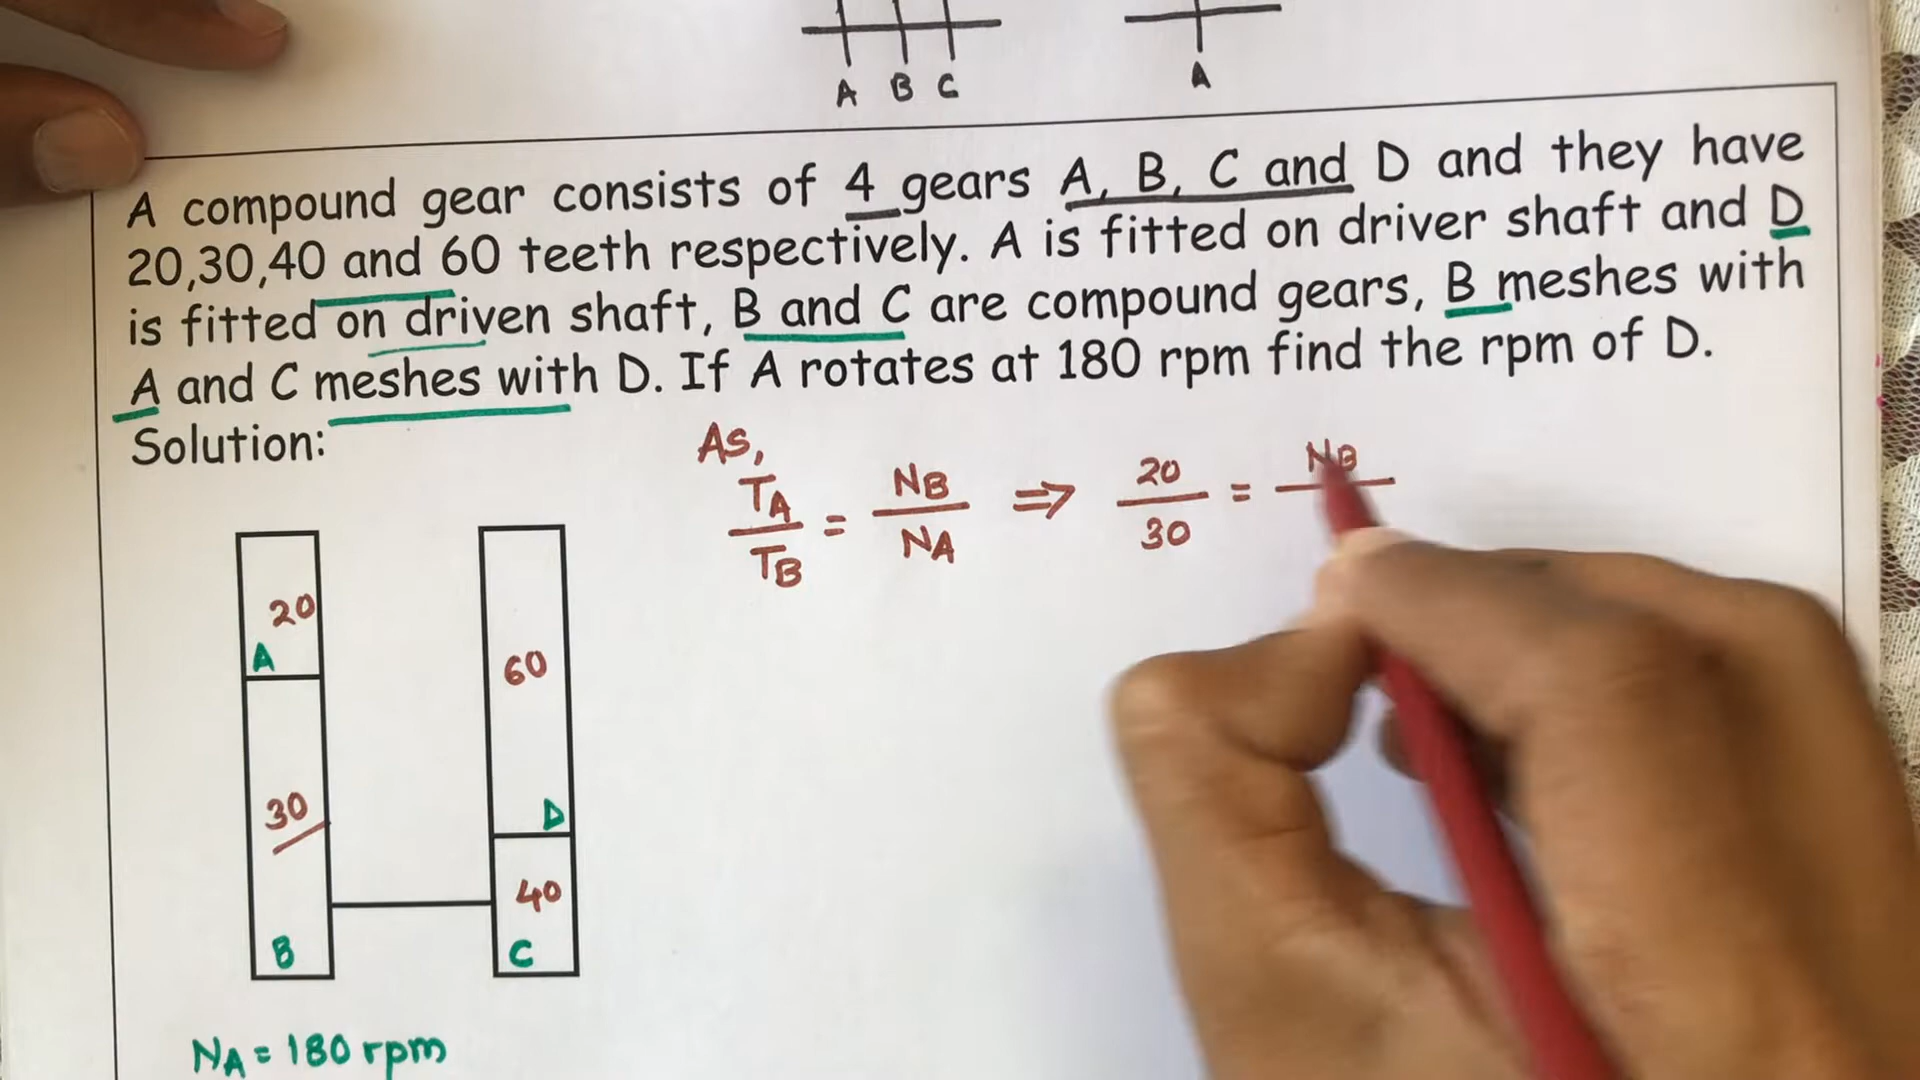 A B C
A
A compound gear consists of 4 gears A, B, C and D and they have
20,30,40 and 60 teeth respectively. A is fitted on driver shaft and D
is fitted on driven shaft, B and C are compound gears, B meshes with
A and C meshes with D. If A rotates at 180 rpm find the rpm of D.
Solution:
As,
TA/TB = NB/NA ⇒ 20/30 = NB
20
A
30
B
60
D
40
C
NA = 180 rpm